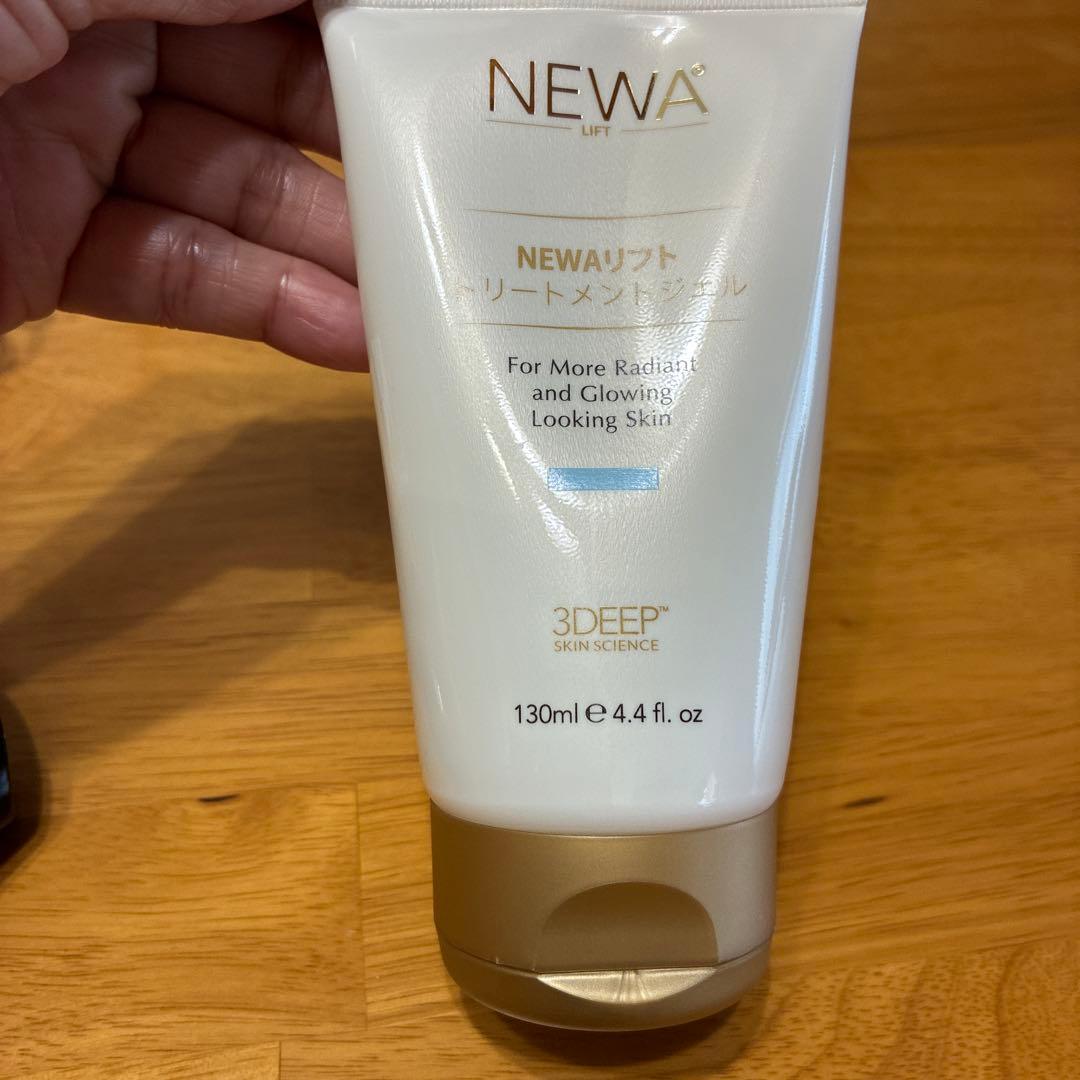 NEWA®
LIFT
NEWAリフト
トリートメントジェル
For More Radiant
and Glowing
Looking Skin
3DEEP™
SKIN SCIENCE
130ml ℮ 4.4 fl. oz